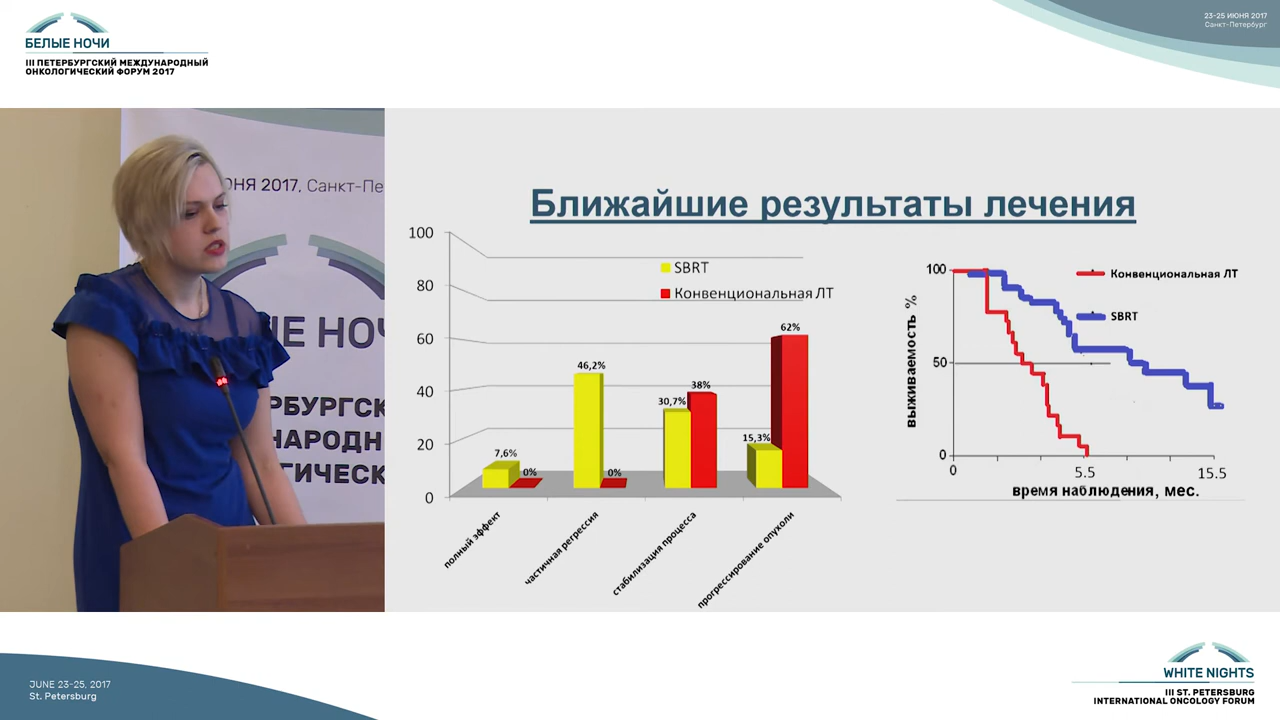 БЕЛЫЕ НОЧИ
III ПЕТЕРБУРГСКИЙ МЕЖДУНАРОДНЫЙ
ОНКОЛОГИЧЕСКИЙ ФОРУМ 2017
23-25 ИЮНЯ 2017
Санкт-Петербург
ОНЯ 2017, Санкт-Пе
ЫЕ НОЧ
РБУРГСК
НАРОДН
ГИЧЕСК
Ближайшие результаты лечения
100
80
60
40
20
0
SBRT
Конвенциональная ЛТ
7,6%
0%
46,2%
0%
30,7%
38%
15,3%
62%
полный эффект
частичная регрессия
стабилизация процесса
прогрессирование опухоли
выживаемость %
100
50
0
Конвенциональная ЛТ
SBRT
0
5.5
15.5
время наблюдения, мес.
JUNE 23-25, 2017
St. Petersburg
WHITE NIGHTS
III ST. PETERSBURG
INTERNATIONAL ONCOLOGY FORUM